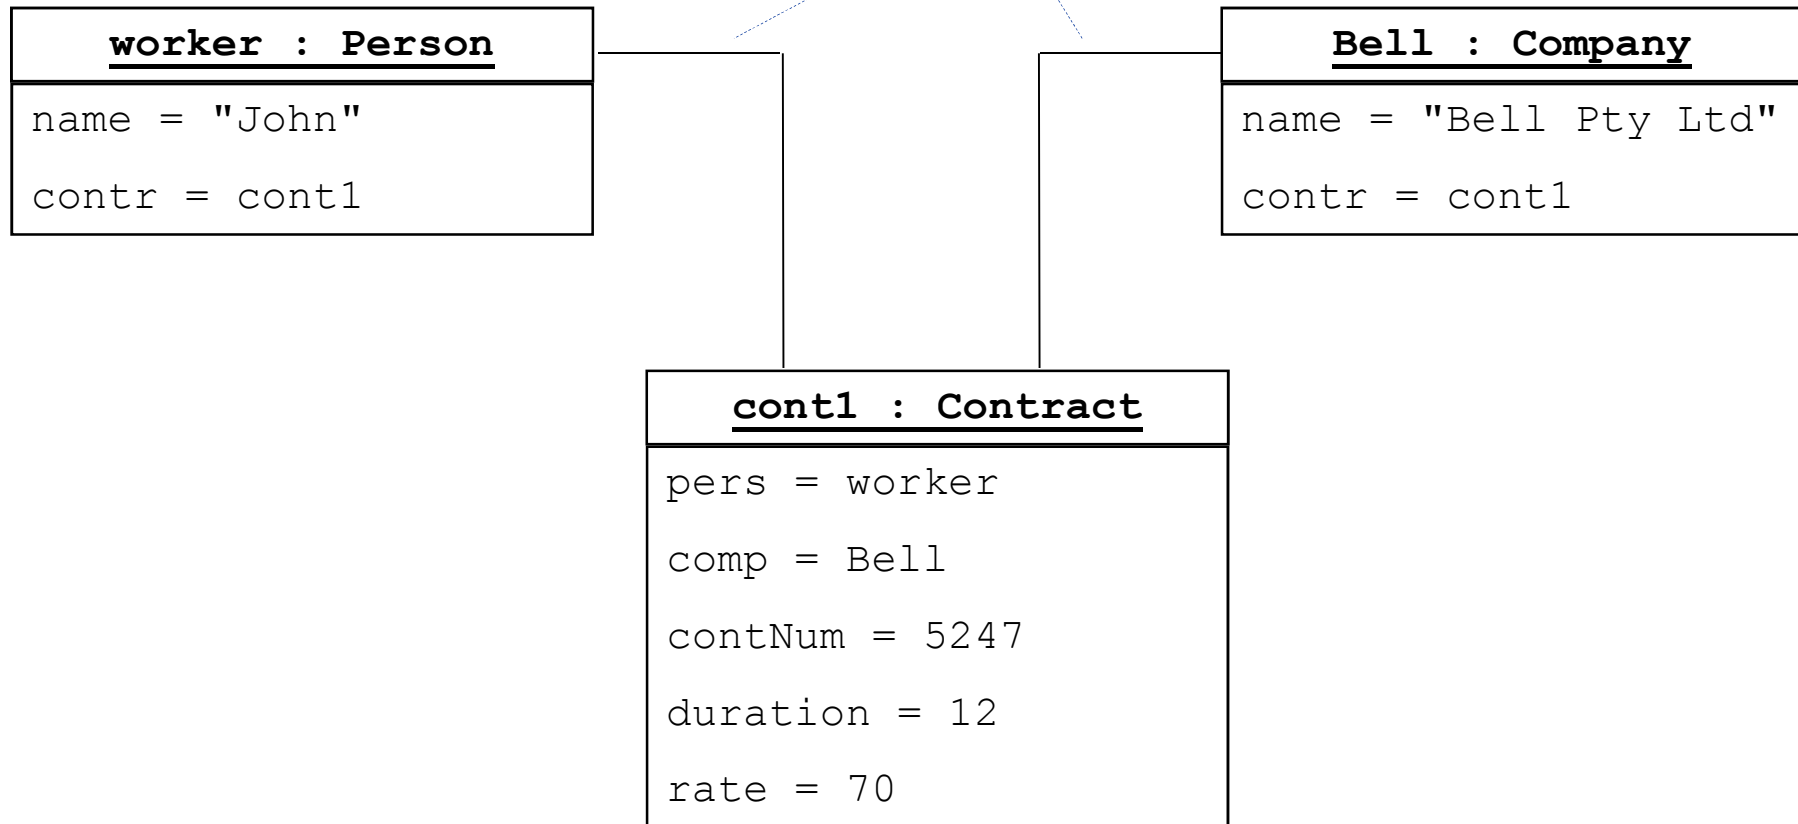 worker : Person
name = "John"
contr = cont1
Bell : Company
name = "Bell Pty Ltd"
contr = cont1
cont1 : Contract
pers = worker
comp = Bell
contNum = 5247
duration = 12
rate = 70